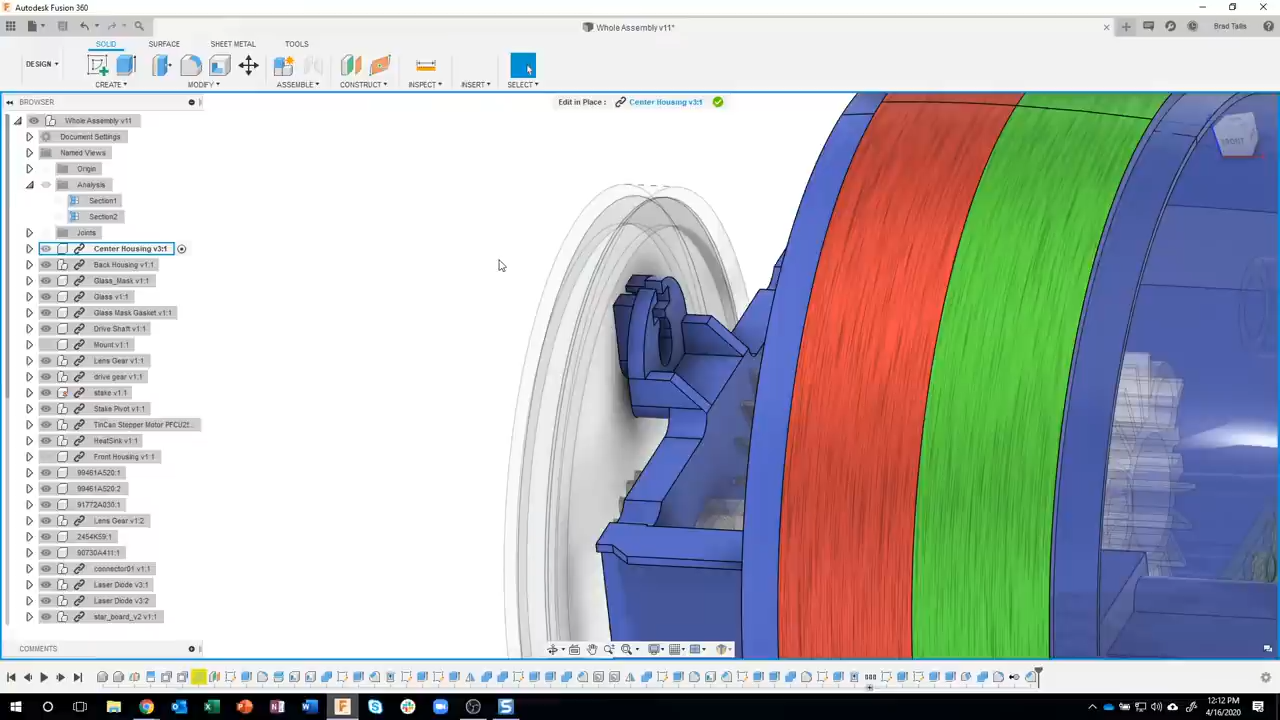 Autodesk Fusion 360
Whole Assembly v11*
Brad Tallis
SOLID SURFACE SHEET METAL TOOLS
DESIGN
CREATE MODIFY ASSEMBLE CONSTRUCT INSPECT INSERT SELECT
BROWSER
Edit in Place : Center Housing v3:1
FRONT
Whole Assembly v11
Document Settings
Named Views
Origin
Analysis
Section1
Section2
Joints
Center Housing v3:1
Back Housing v1:1
Glass_Mask v1:1
Glass v1:1
Glass Mask Gasket v1:1
Drive Shaft v1:1
Mount v1:1
Lens Gear v1:1
drive gear v1:1
stake v1:1
Stake Pivot v1:1
TinCan Stepper Motor PFCU25...
HeatSink v1:1
Front Housing v1:1
99461A520:1
99461A520:2
91772A030:1
Lens Gear v1:2
2454K59:1
90730A411:1
connector01 v1:1
Laser Diode v3:1
Laser Diode v3:2
star_board_v2 v1:1
COMMENTS
12:12 PM
4/16/2020